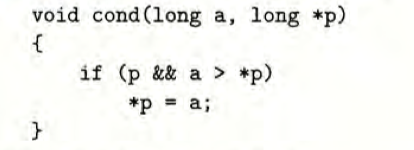 void cond(long a, long *p)
{
    if (p && a > *p)
        *p = a;
}